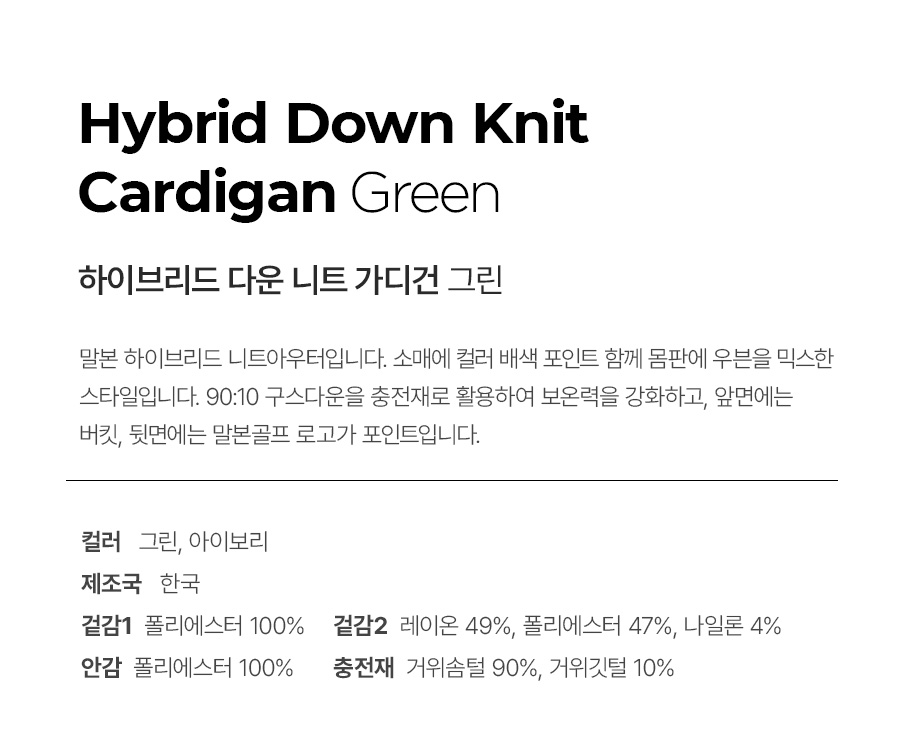 Hybrid Down Knit
Cardigan Green
하이브리드 다운 니트 가디건 그린
말본 하이브리드 니트아우터입니다. 소매에 컬러 배색 포인트 함께 몸판에 우븐을 믹스한
스타일입니다. 90:10 구스다운을 충전재로 활용하여 보온력을 강화하고, 앞면에는
버킷, 뒷면에는 말본골프 로고가 포인트입니다.
컬러 그린, 아이보리
제조국 한국
겉감1 폴리에스터 100% 겉감2 레이온 49%, 폴리에스터 47%, 나일론 4%
안감 폴리에스터 100% 충전재 거위솜털 90%, 거위깃털 10%